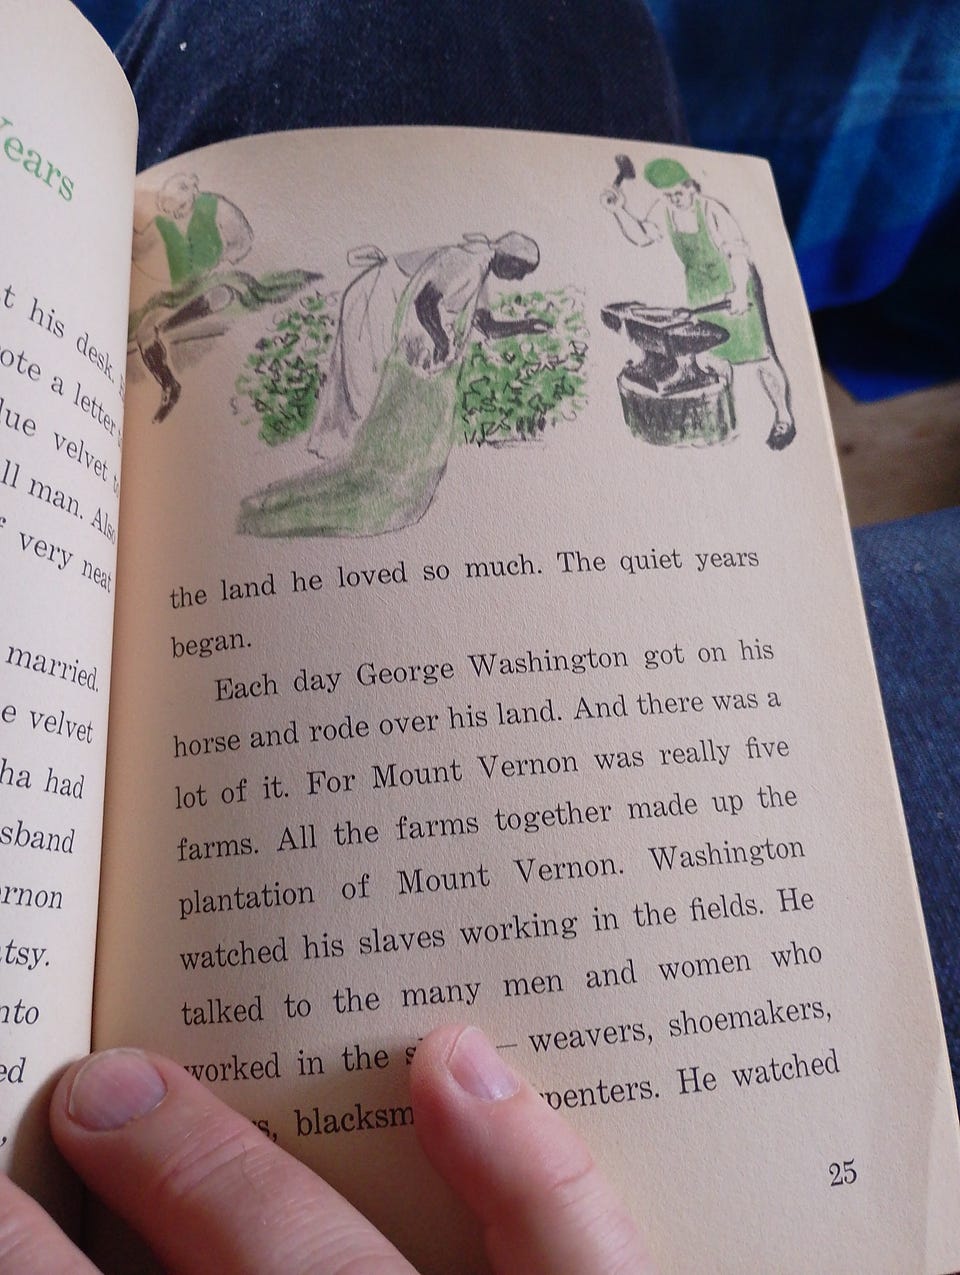 ears
t his desk.
ote a letter
lue velvet
ll man. Also
very neat
married.
e velvet
ha had
sband
rnon
tsy.
nto
ed
the land he loved so much. The quiet years
began.
Each day George Washington got on his
horse and rode over his land. And there was a
lot of it. For Mount Vernon was really five
farms. All the farms together made up the
plantation of Mount Vernon. Washington
watched his slaves working in the fields. He
talked to the many men and women who
worked in the s — weavers, shoemakers,
s, blacksm penters. He watched
25